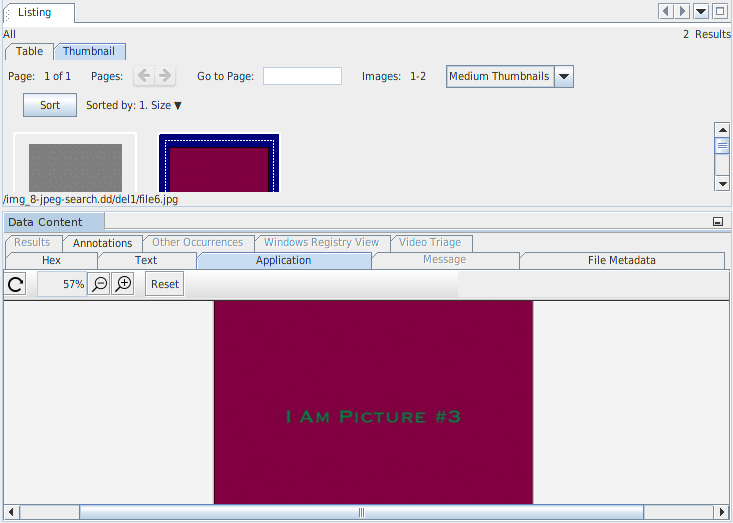 Listing
All
2 Results
Table Thumbnail
Page: 1 of 1 Pages: Go to Page: Images: 1-2 Medium Thumbnails
Sort Sorted by: 1. Size ▼
/img_8-jpeg-search.dd/del1/file6.jpg
Data Content
Results Annotations Other Occurrences Windows Registry View Video Triage
Hex Text Application Message File Metadata
57% Reset
I Am Picture #3